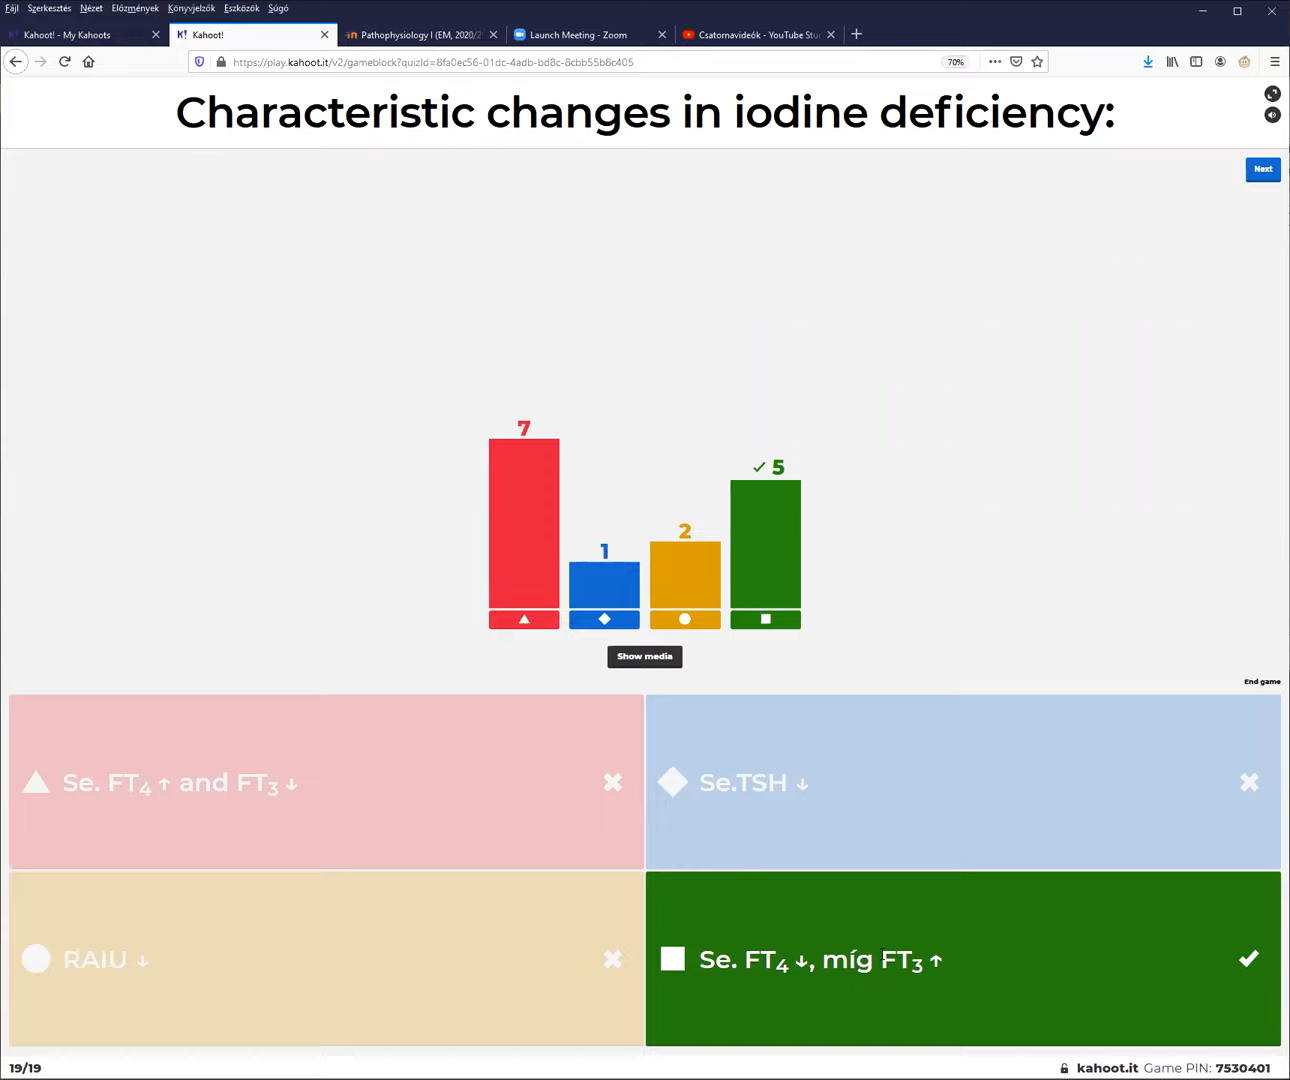 Fájl Szerkesztés Nézet Előzmények Könyvjelzők Eszközök Súgó
K! Kahoot! - My Kahoots
K! Kahoot!
Pathophysiology I (EM, 2020/2
Launch Meeting - Zoom
Csatornavideók - YouTube Stu
https://play.kahoot.it/v2/gameblock?quizId=8fa0ec56-01dc-4adb-bd8c-8cbb55b8c405
70%
Characteristic changes in iodine deficiency:
Next
7
1
2
5
Show media
End game
Se. FT₄ ↑ and FT₃ ↓
Se.TSH ↓
RAIU ↓
Se. FT₄ ↓, míg FT₃ ↑
19/19
kahoot.it Game PIN: 7530401